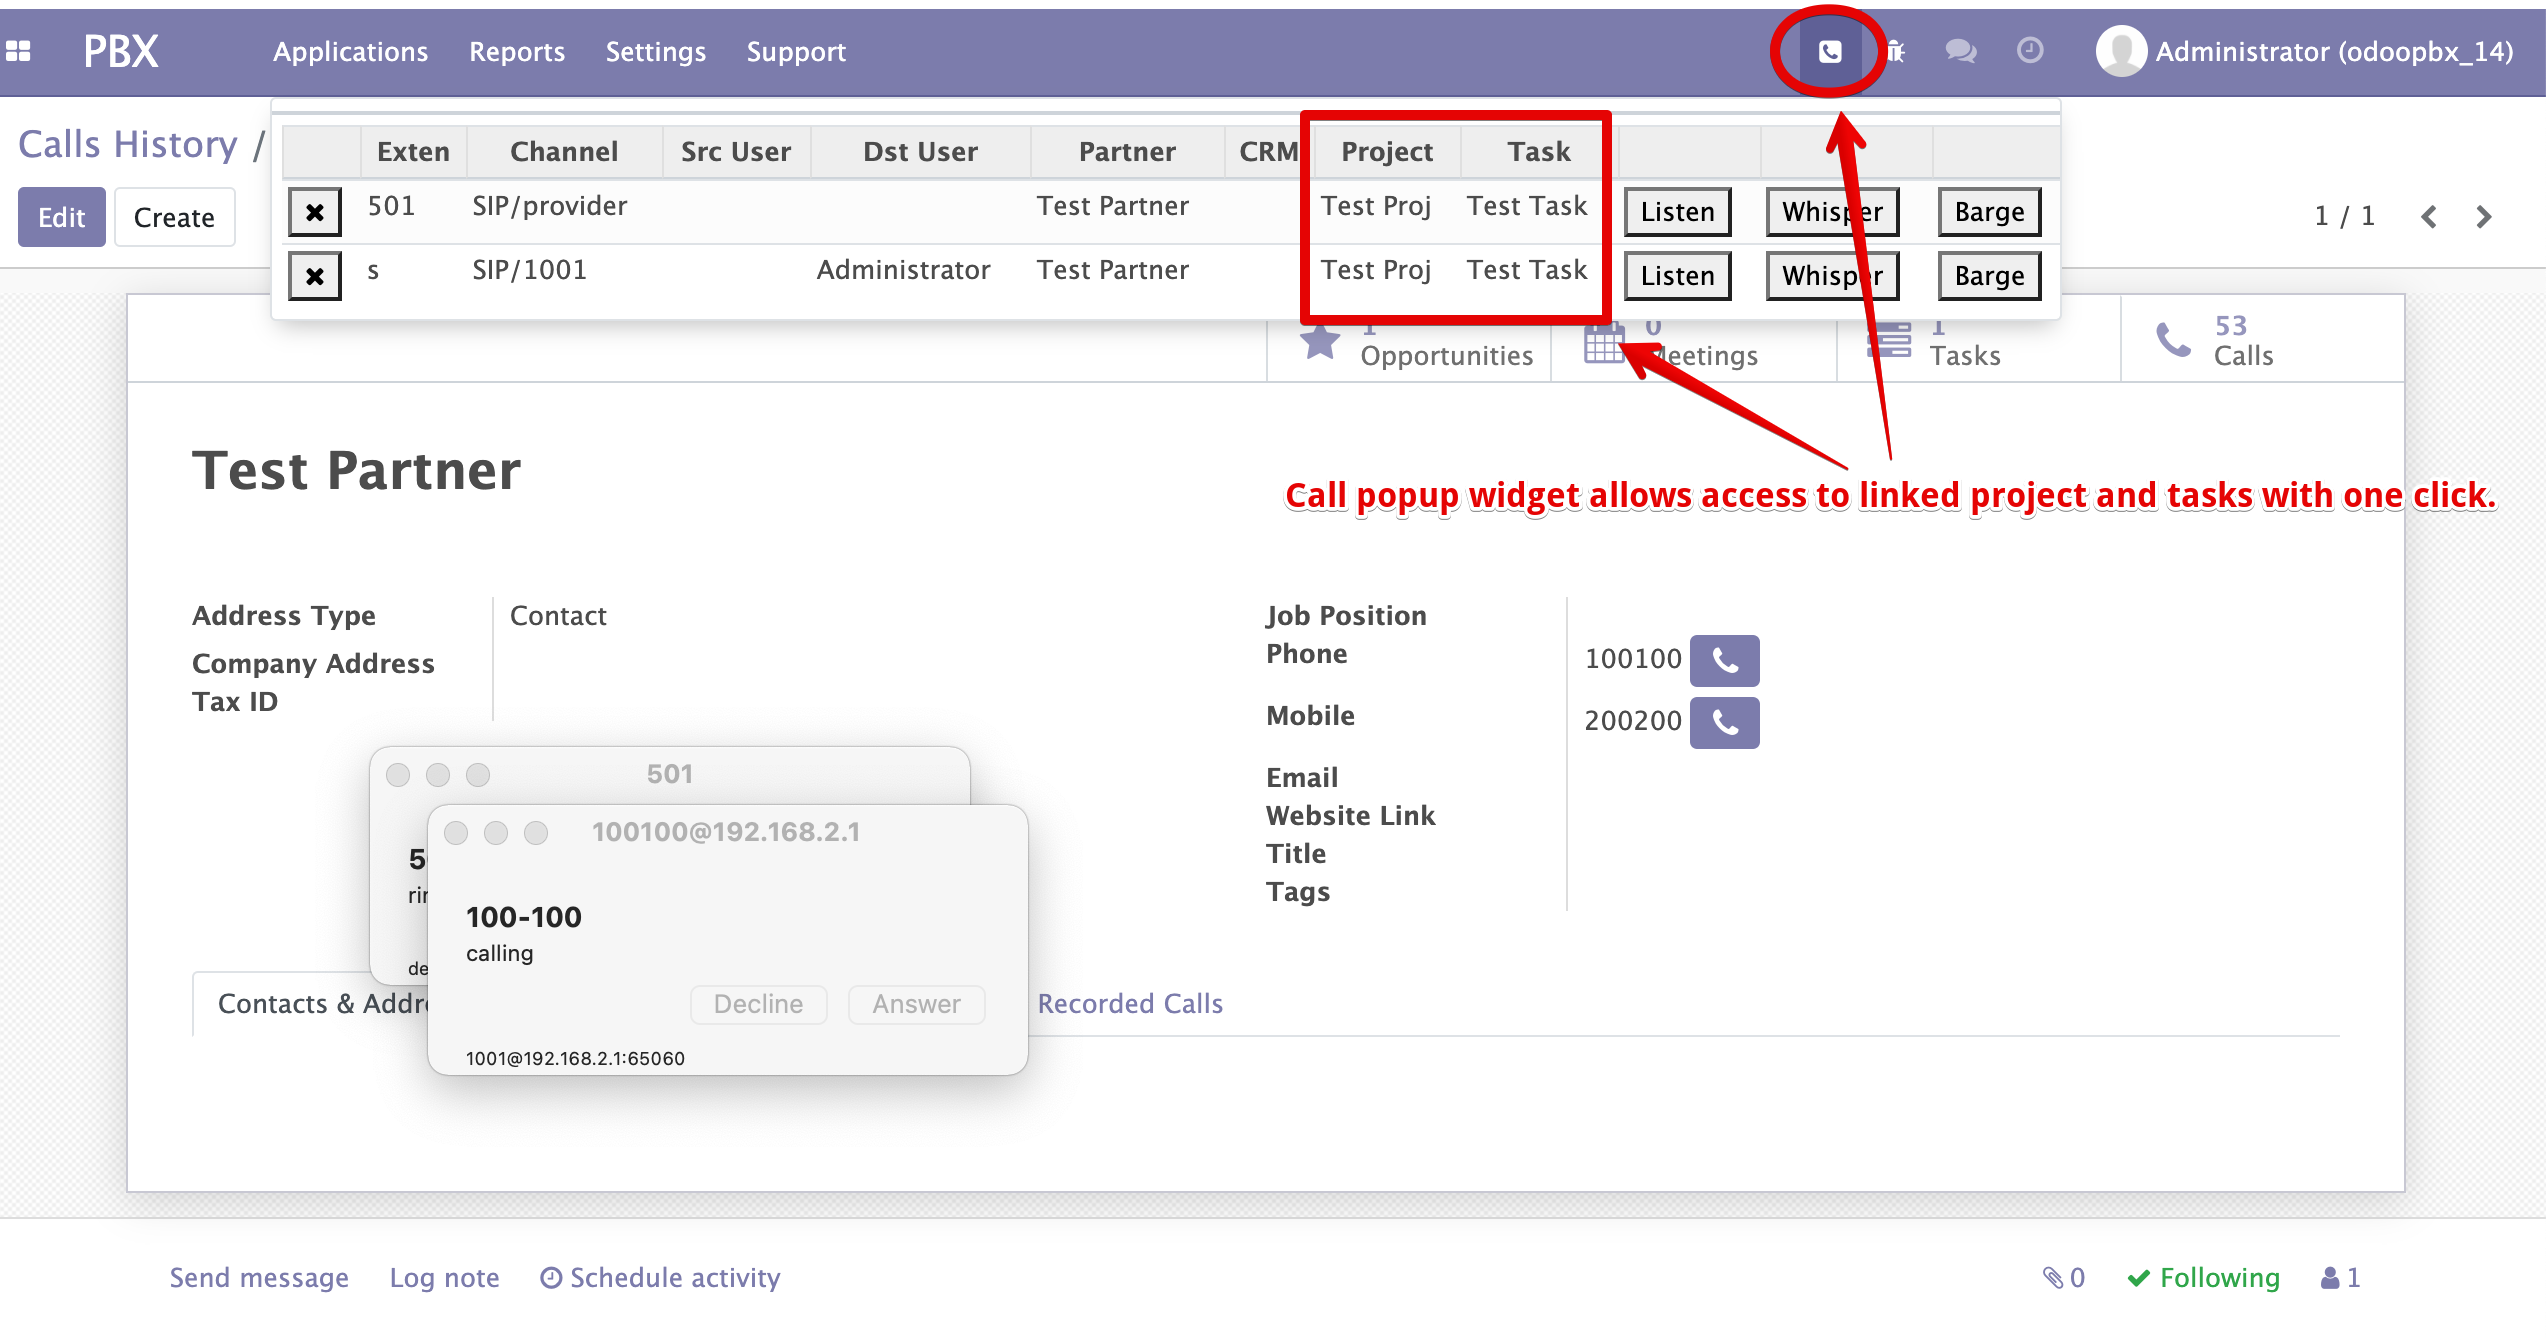 PBX Applications Reports Settings Support Administrator (odoopbx_14)
Calls History /
Edit Create
1 / 1
Exten Channel Src User Dst User Partner CRM Project Task
501 SIP/provider Test Partner Test Proj Test Task Listen Whisper Barge
s SIP/1001 Administrator Test Partner Test Proj Test Task Listen Whisper Barge
1 Opportunities
0 Meetings
1 Tasks
53 Calls
Test Partner
Call popup widget allows access to linked project and tasks with one click.
Address Type Contact
Company Address
Tax ID
Job Position
Phone 100100
Mobile 200200
Email
Website Link
Title
Tags
501
100100@192.168.2.1
100-100
calling
Decline Answer
1001@192.168.2.1:65060
Contacts & Addr
Recorded Calls
Send message Log note Schedule activity
0 Following 1